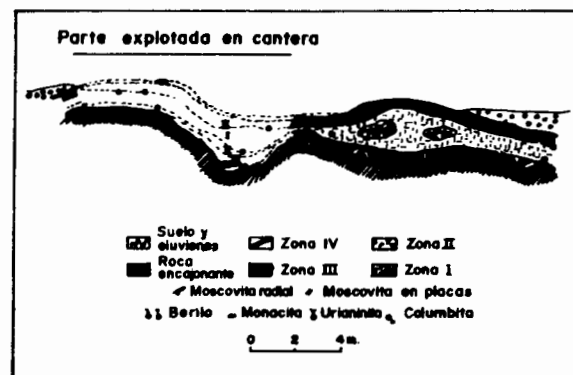 Parte explotada en cantera
Suelo y eluviones
Zona IV
Zona II
Roca encajonante
Zona III
Zona I
Moscovita radial
Moscovita en placas
Berilo
Monacita
Urianinita
Columbita
0 2 4 m.